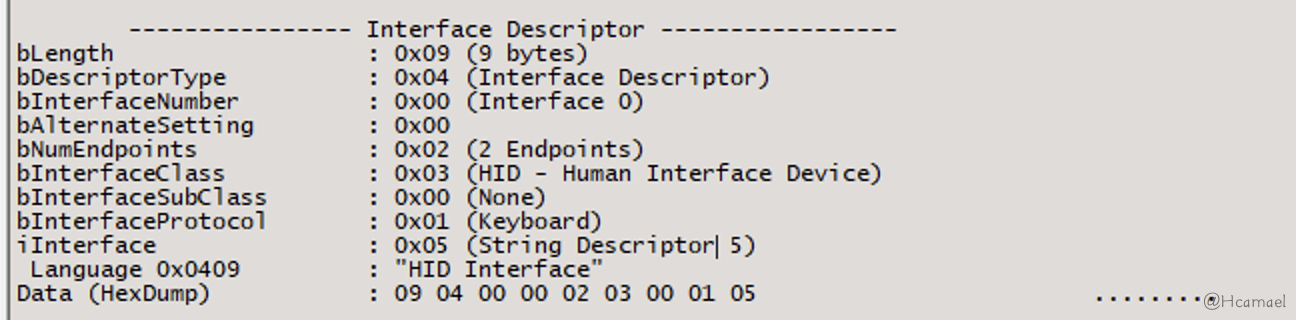 ---------------- Interface Descriptor -----------------
bLength : 0x09 (9 bytes)
bDescriptorType : 0x04 (Interface Descriptor)
bInterfaceNumber : 0x00 (Interface 0)
bAlternateSetting : 0x00
bNumEndpoints : 0x02 (2 Endpoints)
bInterfaceClass : 0x03 (HID - Human Interface Device)
bInterfaceSubClass : 0x00 (None)
bInterfaceProtocol : 0x01 (Keyboard)
iInterface : 0x05 (String Descriptor 5)
Language 0x0409 : "HID Interface"
Data (HexDump) : 09 04 00 00 02 03 00 01 05 .........
@Hcamael